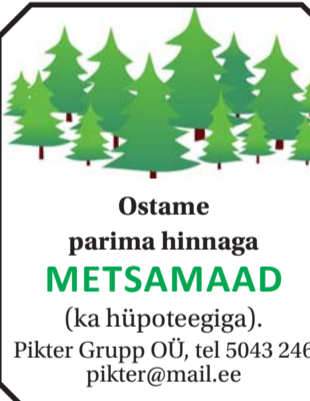 Ostame
parima hinnaga
METSAMAAD
(ka hüpoteegiga).
Pikter Grupp OÜ, tel 5043 246
pikter@mail.ee